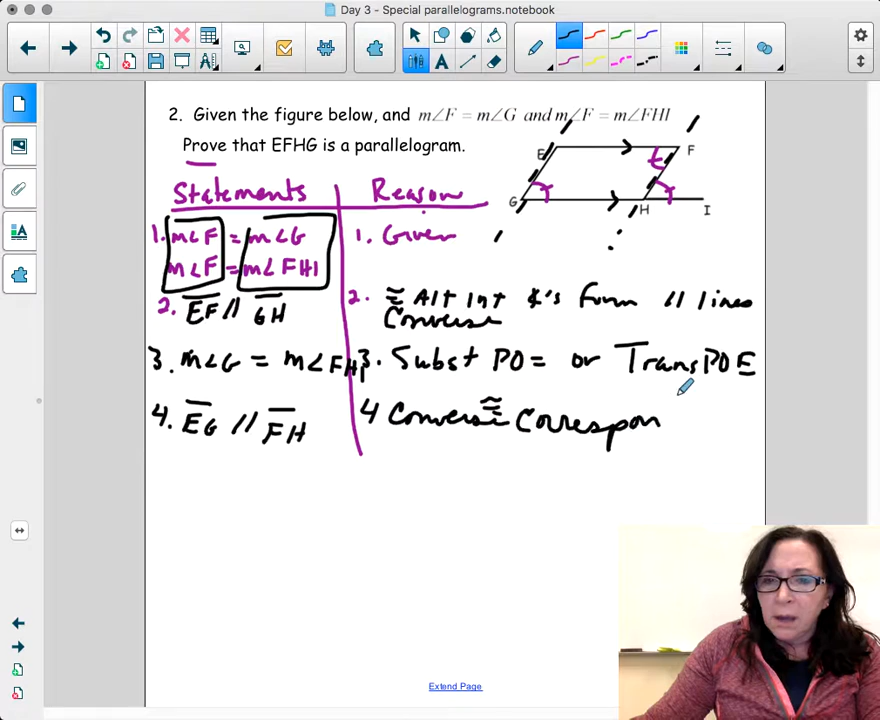 Day 3 - Special parallelograms.notebook
2. Given the figure below, and m∠F = m∠G and m∠F = m∠FHI
Prove that EFHG is a parallelogram.
E
F
G
H
I
Statements
Reason
1. m∠F = m∠G
m∠F = m∠FHI
1. Given
2. EF // GH
2. ≅ Alt Int ∡'s form // lines
Converse
3. m∠G = m∠FHI
3. Subst PO= or Trans POE
4. EG // FH
4 Converse ≅ Correspon
Extend Page